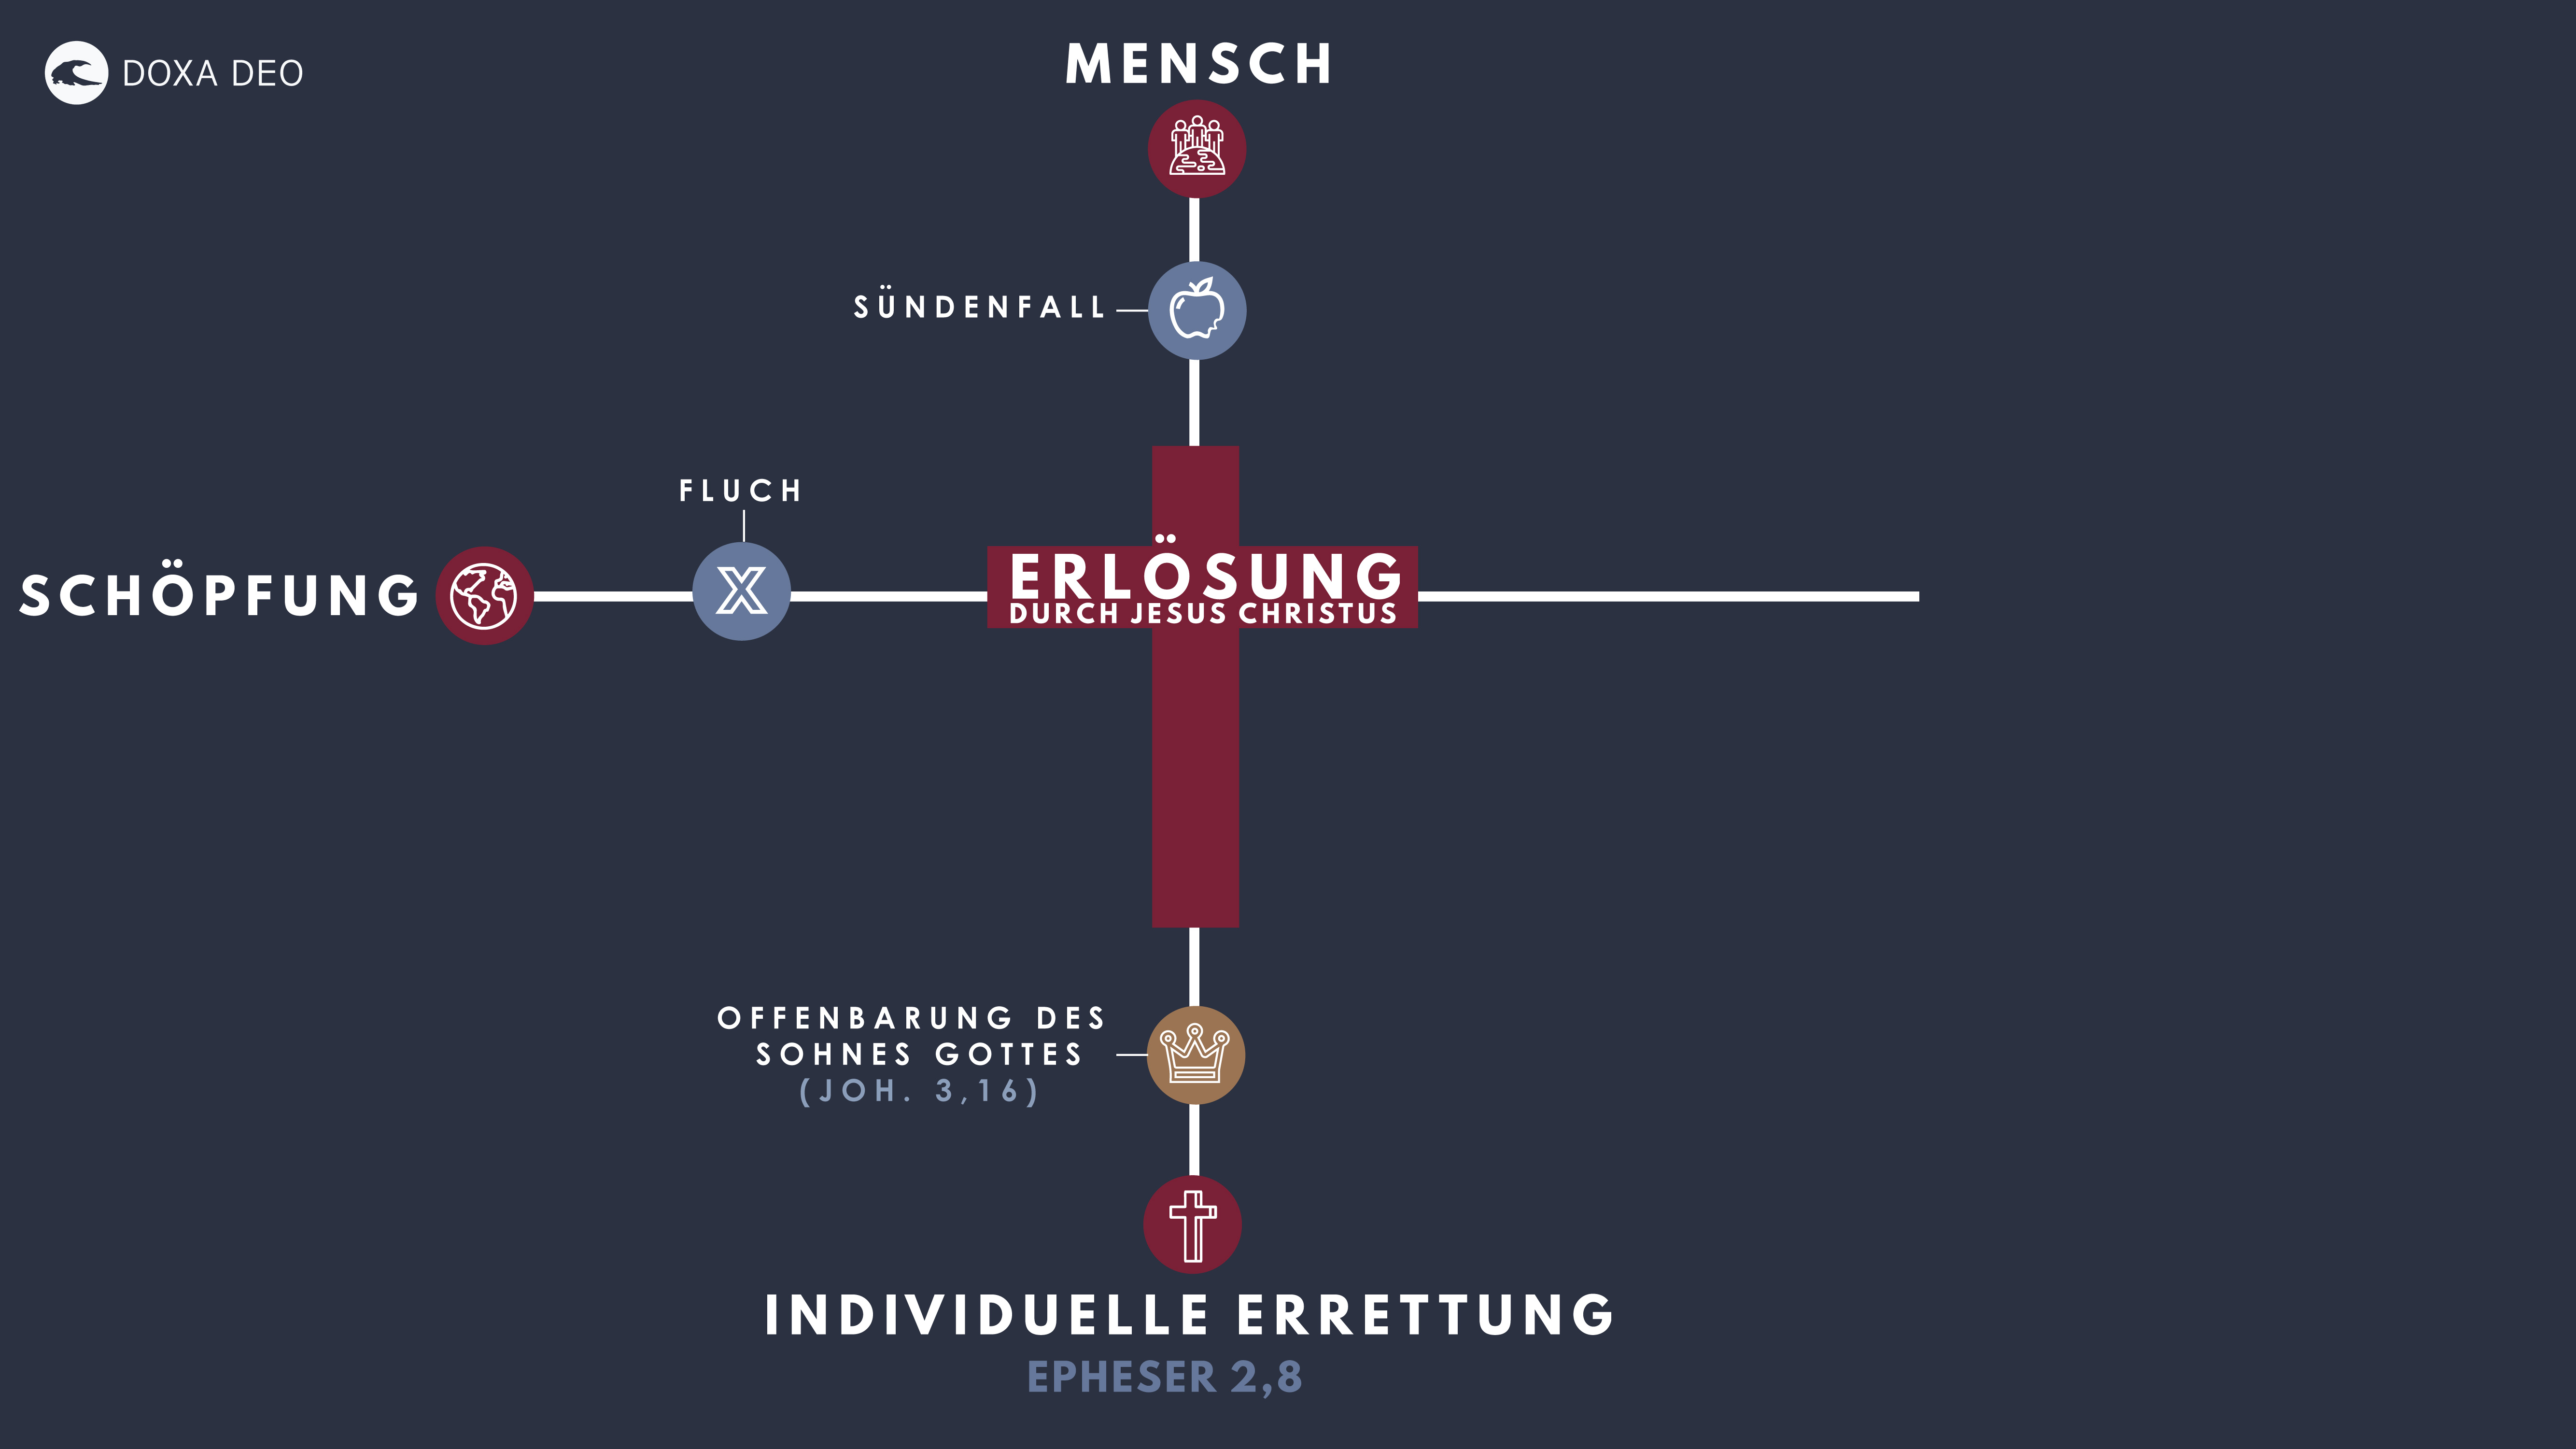 DOXA DEO
MENSCH
SÜNDENFALL
FLUCH
SCHÖPFUNG
ERLÖSUNG
DURCH JESUS CHRISTUS
OFFENBARUNG DES
SOHNES GOTTES
(JOH. 3,16)
INDIVIDUELLE ERRETTUNG
EPHESER 2,8